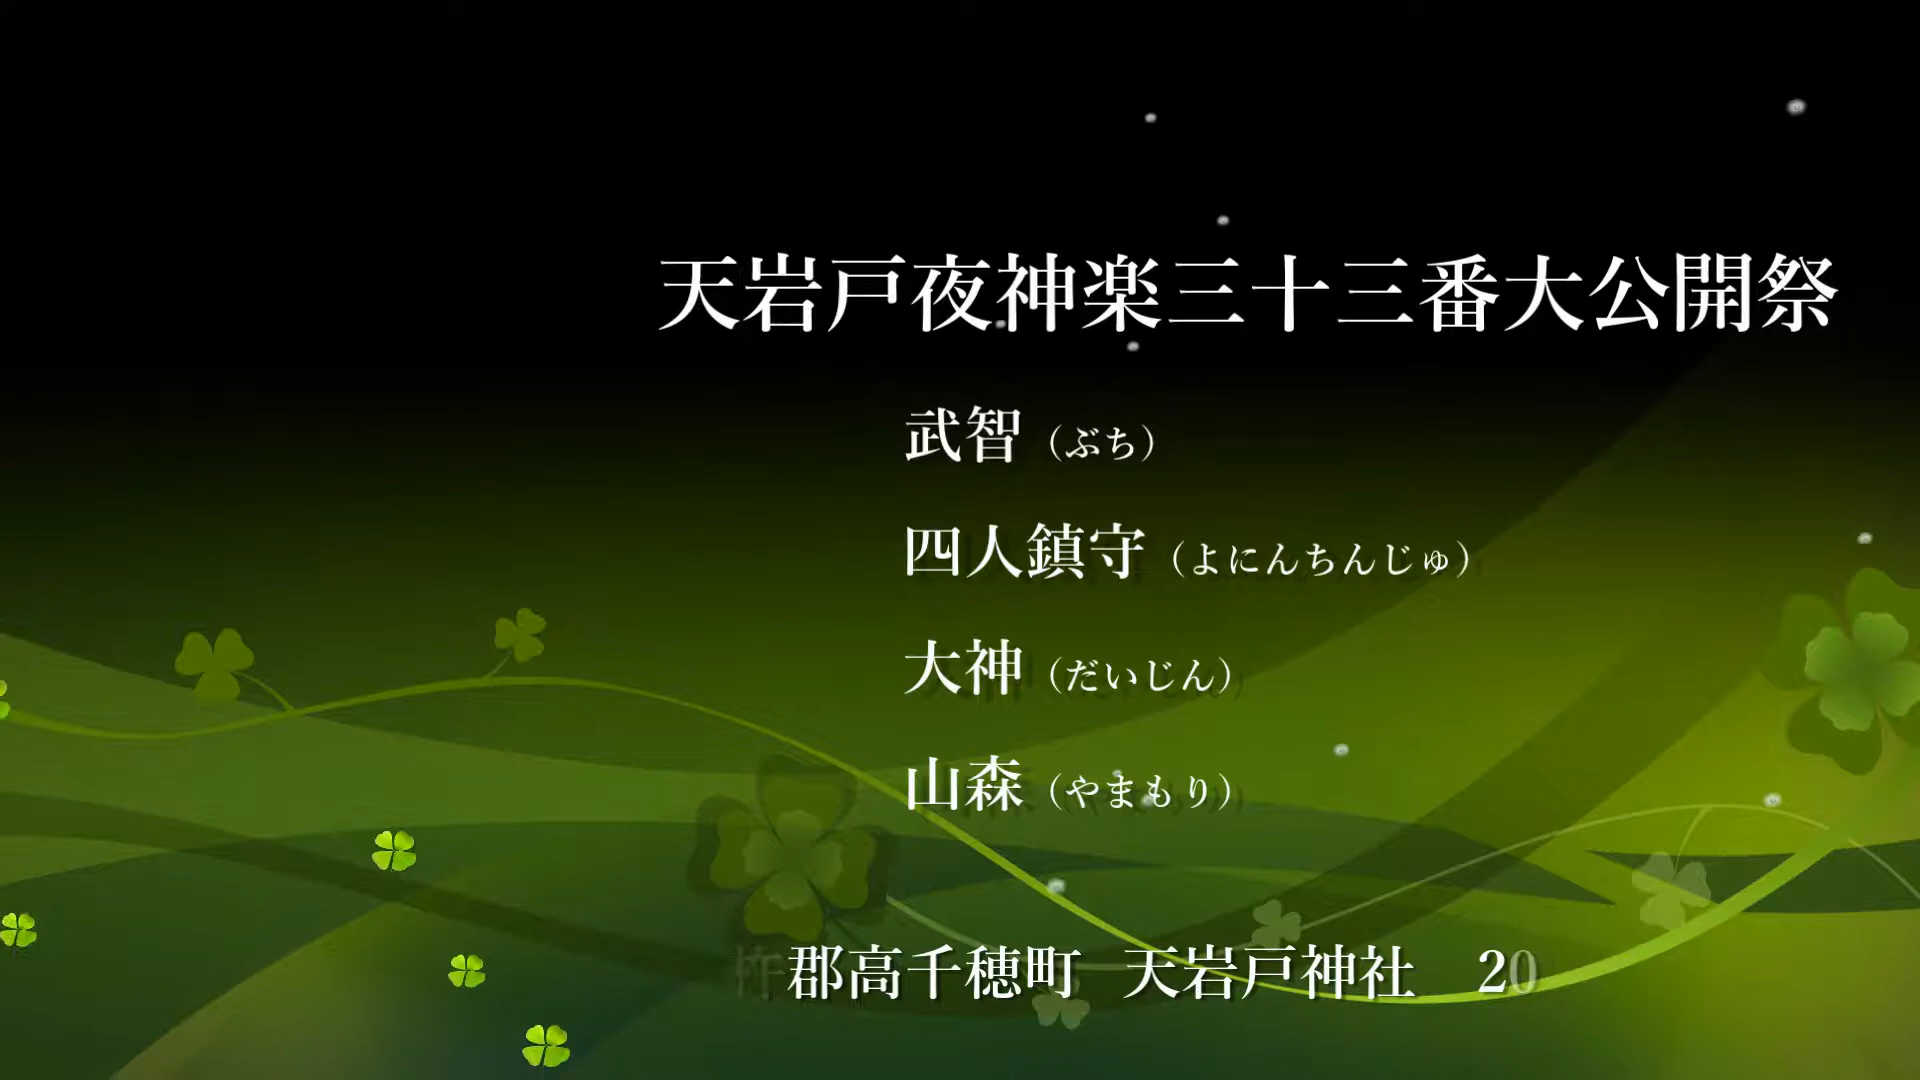 天岩戸夜神楽三十三番大公開祭
武智（ぶち）
四人鎮守（よにんちんじゅ）
大神（だいじん）
山森（やまもり）
杵郡高千穂町 天岩戸神社 20